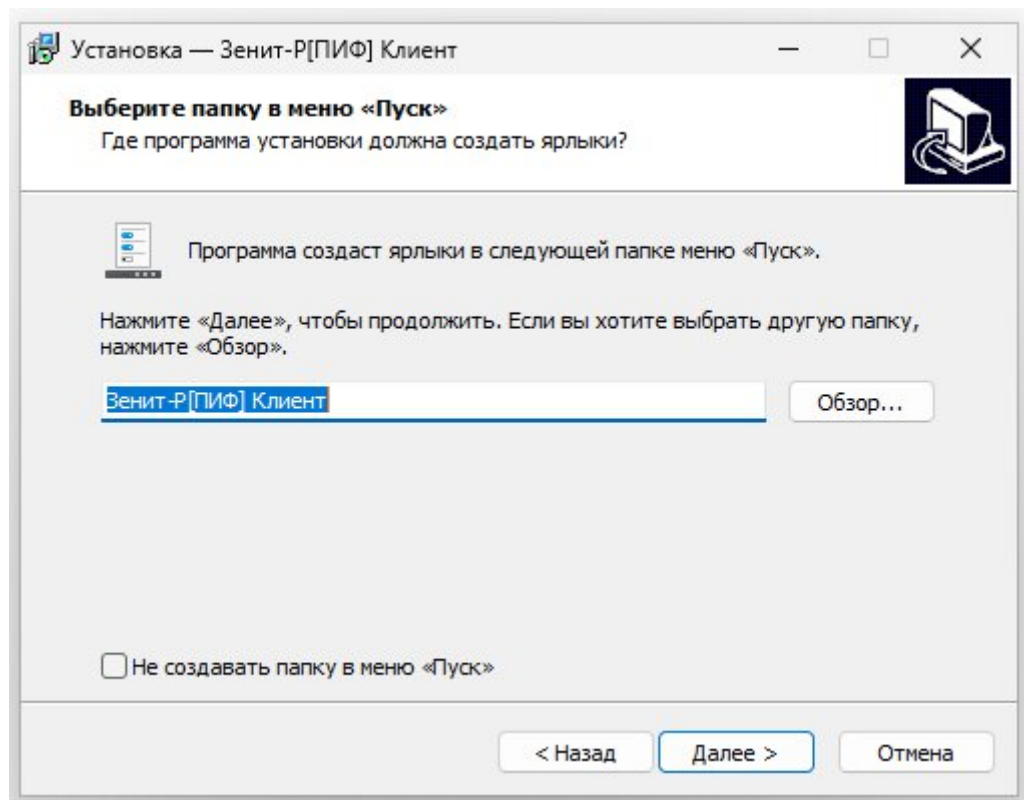 Установка — Зенит-Р[ПИФ] Клиент
Выберите папку в меню «Пуск»
Где программа установки должна создать ярлыки?
Программа создаст ярлыки в следующей папке меню «Пуск».
Нажмите «Далее», чтобы продолжить. Если вы хотите выбрать другую папку,
нажмите «Обзор».
Зенит-Р[ПИФ] Клиент
Обзор...
Не создавать папку в меню «Пуск»
< Назад
Далее >
Отмена